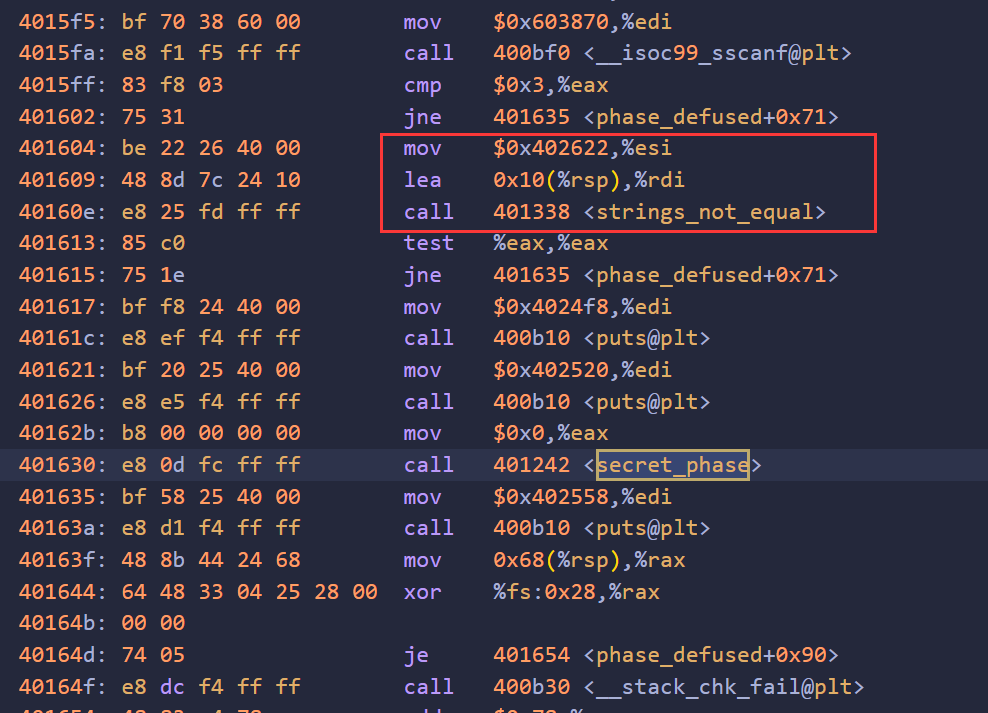 4015f5: bf 70 38 60 00 mov $0x603870,%edi
4015fa: e8 f1 f5 ff ff call 400bf0 <__isoc99_sscanf@plt>
4015ff: 83 f8 03 cmp $0x3,%eax
401602: 75 31 jne 401635 <phase_defused+0x71>
401604: be 22 26 40 00 mov $0x402622,%esi
401609: 48 8d 7c 24 10 lea 0x10(%rsp),%rdi
40160e: e8 25 fd ff ff call 401338 <strings_not_equal>
401613: 85 c0 test %eax,%eax
401615: 75 1e jne 401635 <phase_defused+0x71>
401617: bf f8 24 40 00 mov $0x4024f8,%edi
40161c: e8 ef f4 ff ff call 400b10 <puts@plt>
401621: bf 20 25 40 00 mov $0x402520,%edi
401626: e8 e5 f4 ff ff call 400b10 <puts@plt>
40162b: b8 00 00 00 00 mov $0x0,%eax
401630: e8 0d fc ff ff call 401242 <secret_phase>
401635: bf 58 25 40 00 mov $0x402558,%edi
40163a: e8 d1 f4 ff ff call 400b10 <puts@plt>
40163f: 48 8b 44 24 68 mov 0x68(%rsp),%rax
401644: 64 48 33 04 25 28 00 xor %fs:0x28,%rax
40164b: 00 00
40164d: 74 05 je 401654 <phase_defused+0x90>
40164f: e8 dc f4 ff ff call 400b30 <__stack_chk_fail@plt>